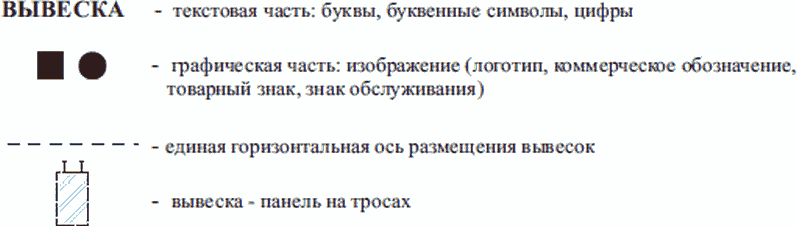 ВЫВЕСКА - текстовая часть: буквы, буквенные символы, цифры
- графическая часть: изображение (логотип, коммерческое обозначение,
товарный знак, знак обслуживания)
- единая горизонтальная ось размещения вывесок
- вывеска - панель на тросах